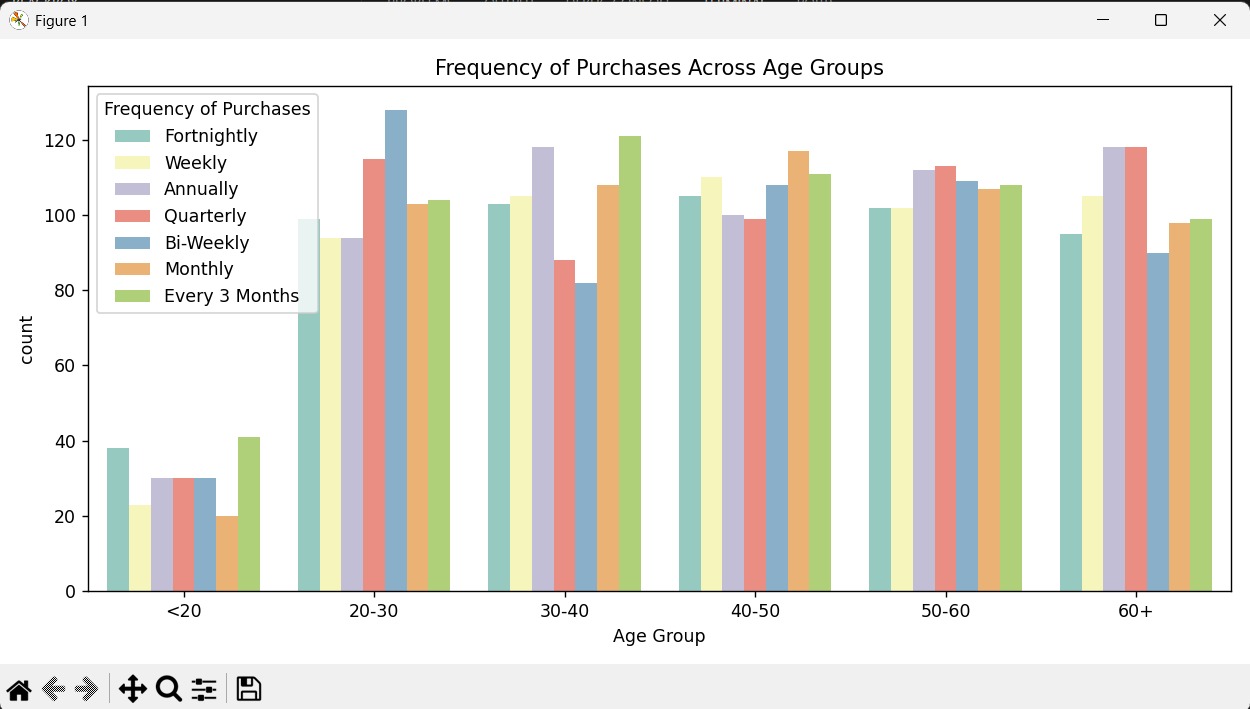 Figure 1
Frequency of Purchases Across Age Groups
Frequency of Purchases
Fortnightly
Weekly
Annually
Quarterly
Bi-Weekly
Monthly
Every 3 Months
count
120
100
80
60
40
20
0
<20 20-30 30-40 40-50 50-60 60+
Age Group